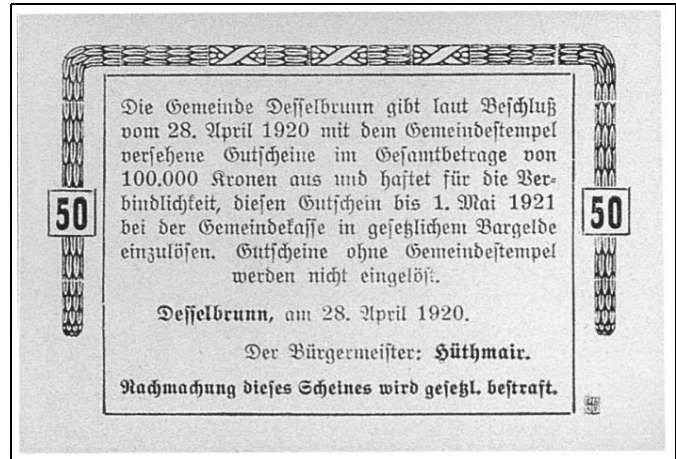 Die Gemeinde Desselbrunn gibt laut Beschluß
vom 28. April 1920 mit dem Gemeindestempel
versehene Gutscheine im Gesamtbetrage von
100.000 Kronen aus und haftet für die Ver-
bindlichkeit, diesen Gutschein bis 1. Mai 1921
bei der Gemeindekasse in gesetzlichem Bargelde
einzulösen. Gutscheine ohne Gemeindestempel
werden nicht eingelöst.
50
50
Desselbrunn, am 28. April 1920.
Der Bürgermeister: Hüthmair.
Nachmachung dieses Scheines wird gesetzl. bestraft.